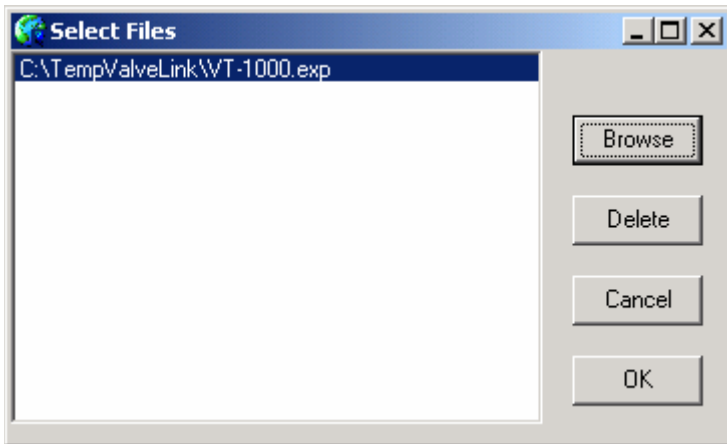 Select Files
C:\TempValveLink\VT-1000.exp
Browse
Delete
Cancel
OK